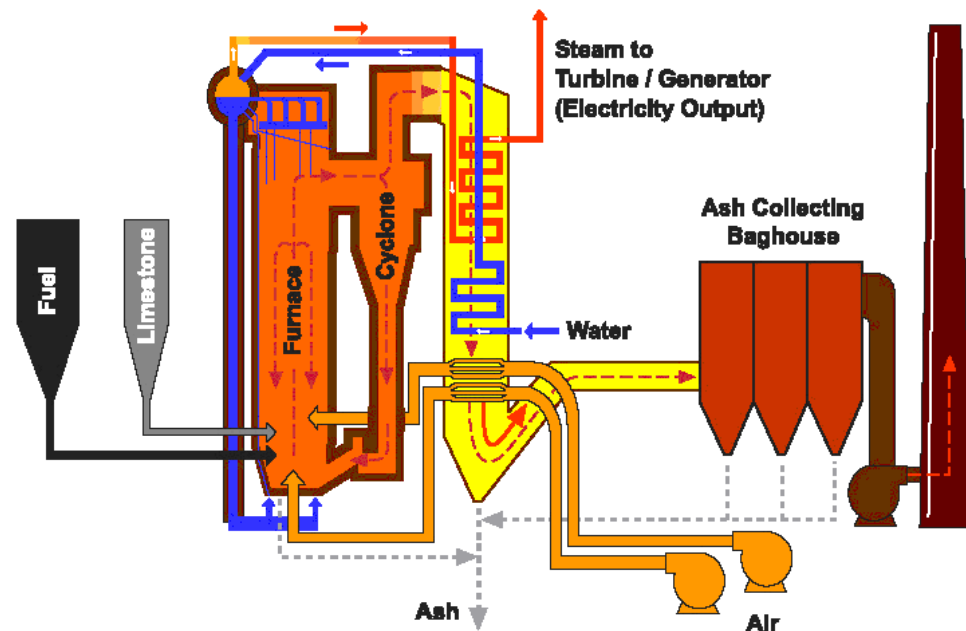 Steam to
Turbine / Generator
(Electricity Output)
Ash Collecting
Baghouse
Fuel
Limestone
Furnace
Cyclone
Water
Ash
Air